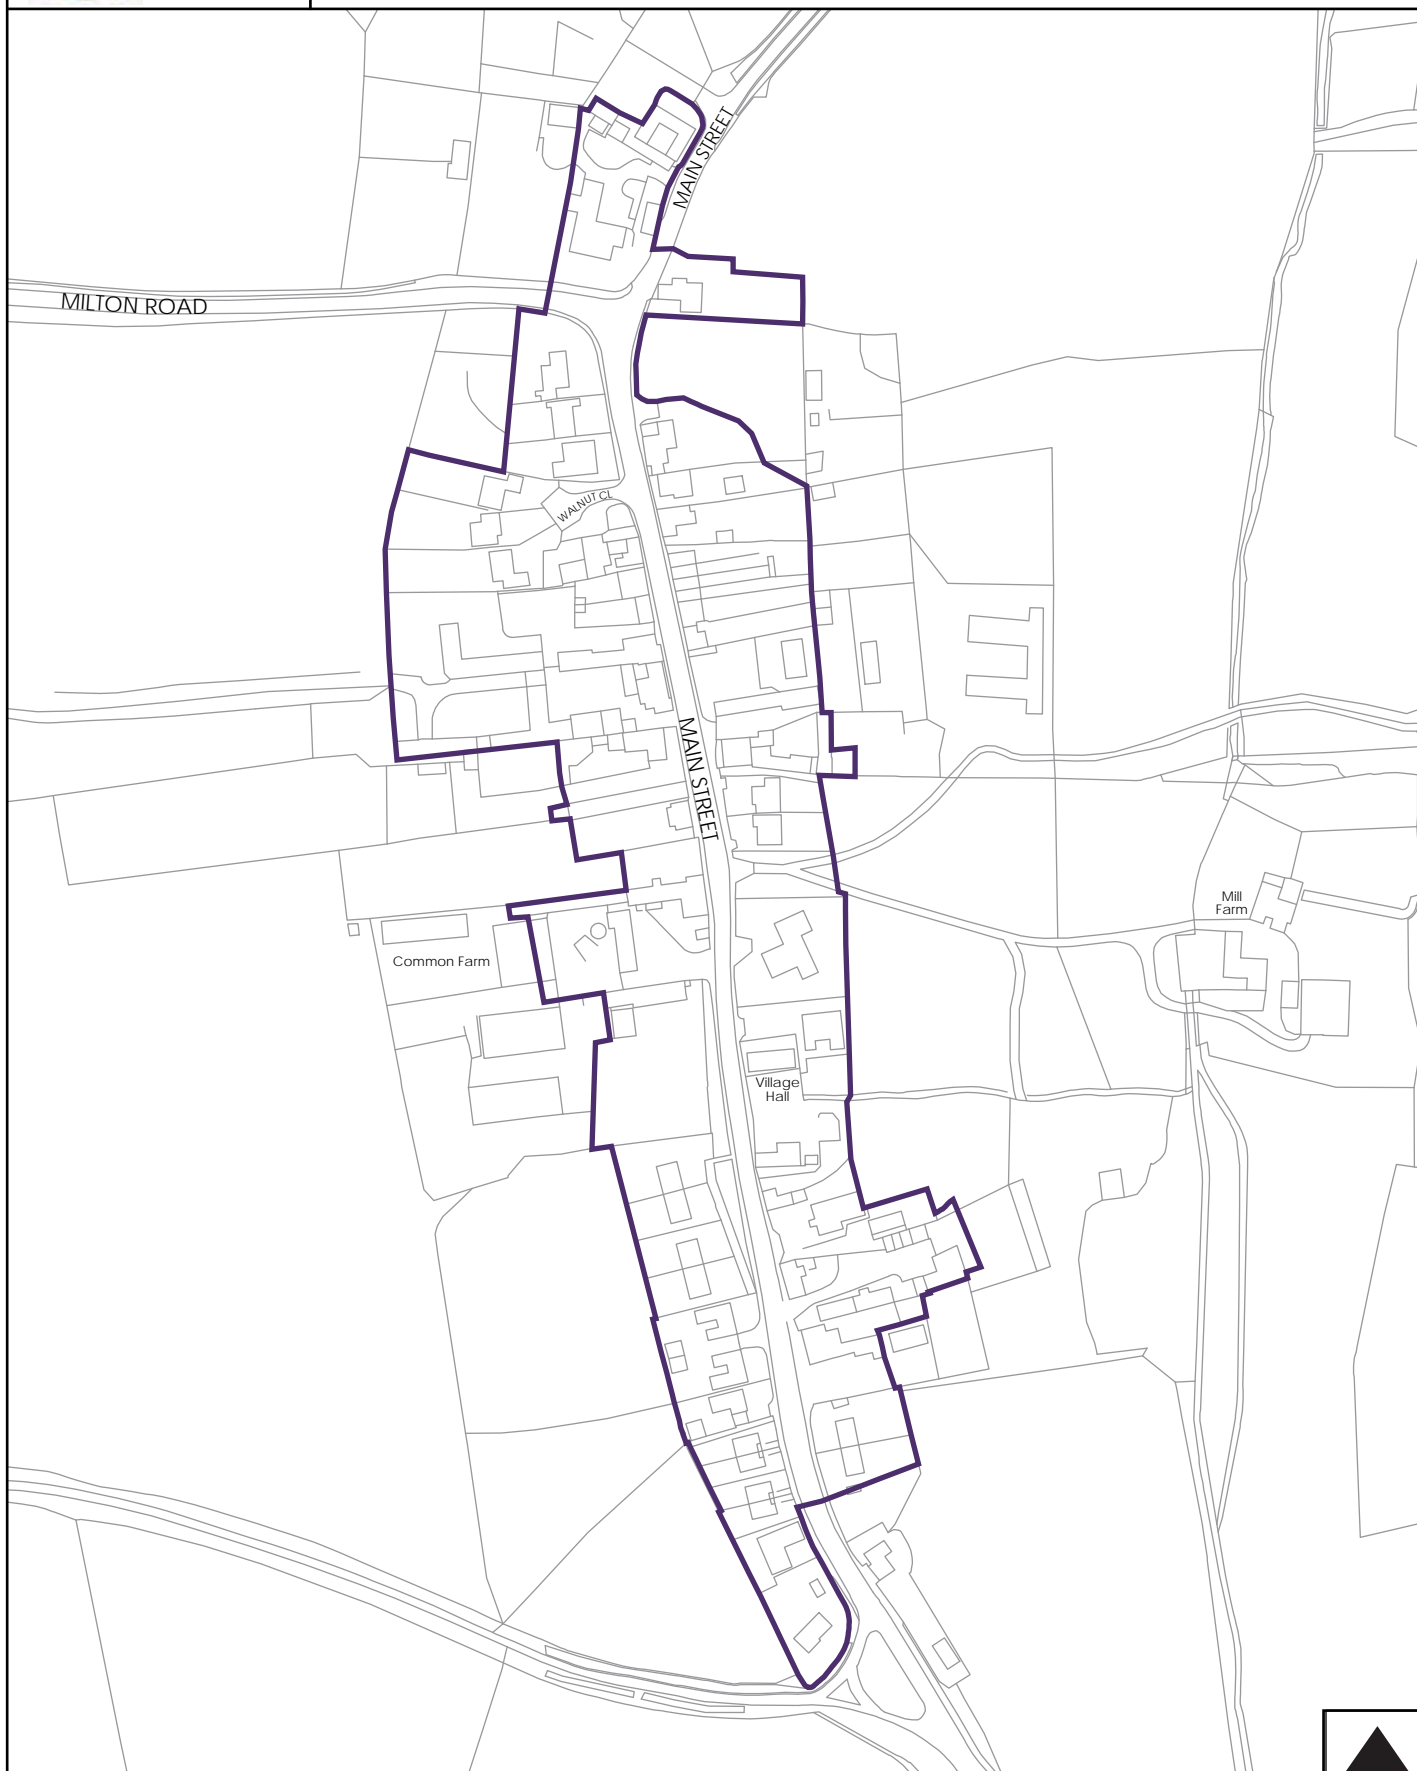 MAIN STREET
MILTON ROAD
WALNUT CL
MAIN STREET
Mill
Farm
Common Farm
Village
Hall